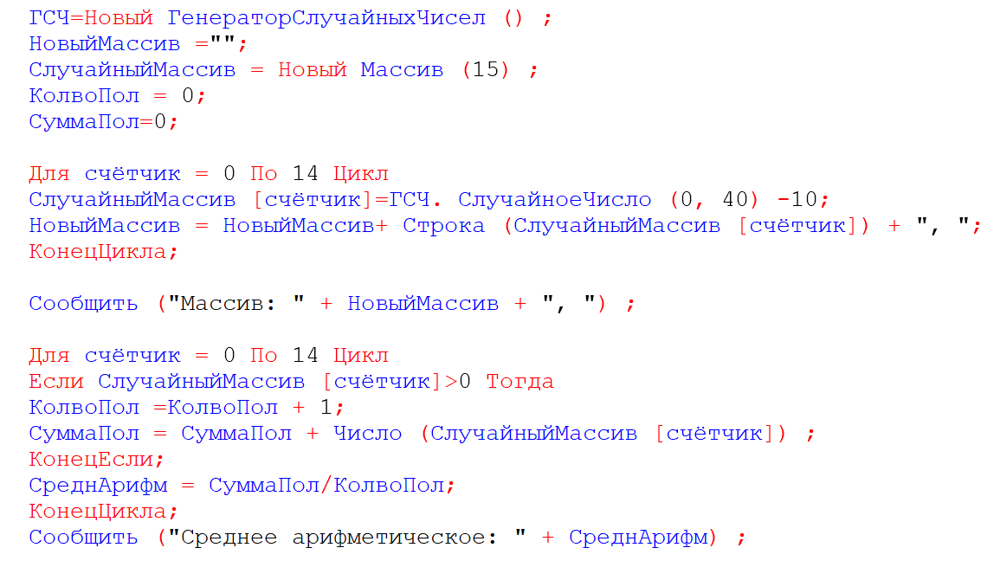 ГСЧ=Новый ГенераторСлучайныхЧисел () ;
НовыйМассив ="";
СлучайныйМассив = Новый Массив (15) ;
КолвоПол = 0;
СуммаПол=0;
Для счётчик = 0 По 14 Цикл
СлучайныйМассив [счётчик]=ГСЧ. СлучайноеЧисло (0, 40) -10;
НовыйМассив = НовыйМассив+ Строка (СлучайныйМассив [счётчик]) + ", ";
КонецЦикла;
Сообщить ("Массив: " + НовыйМассив + ", ") ;
Для счётчик = 0 По 14 Цикл
Если СлучайныйМассив [счётчик]>0 Тогда
КолвоПол =КолвоПол + 1;
СуммаПол = СуммаПол + Число (СлучайныйМассив [счётчик]) ;
КонецЕсли;
СреднАрифм = СуммаПол/КолвоПол;
КонецЦикла;
Сообщить ("Среднее арифметическое: " + СреднАрифм) ;